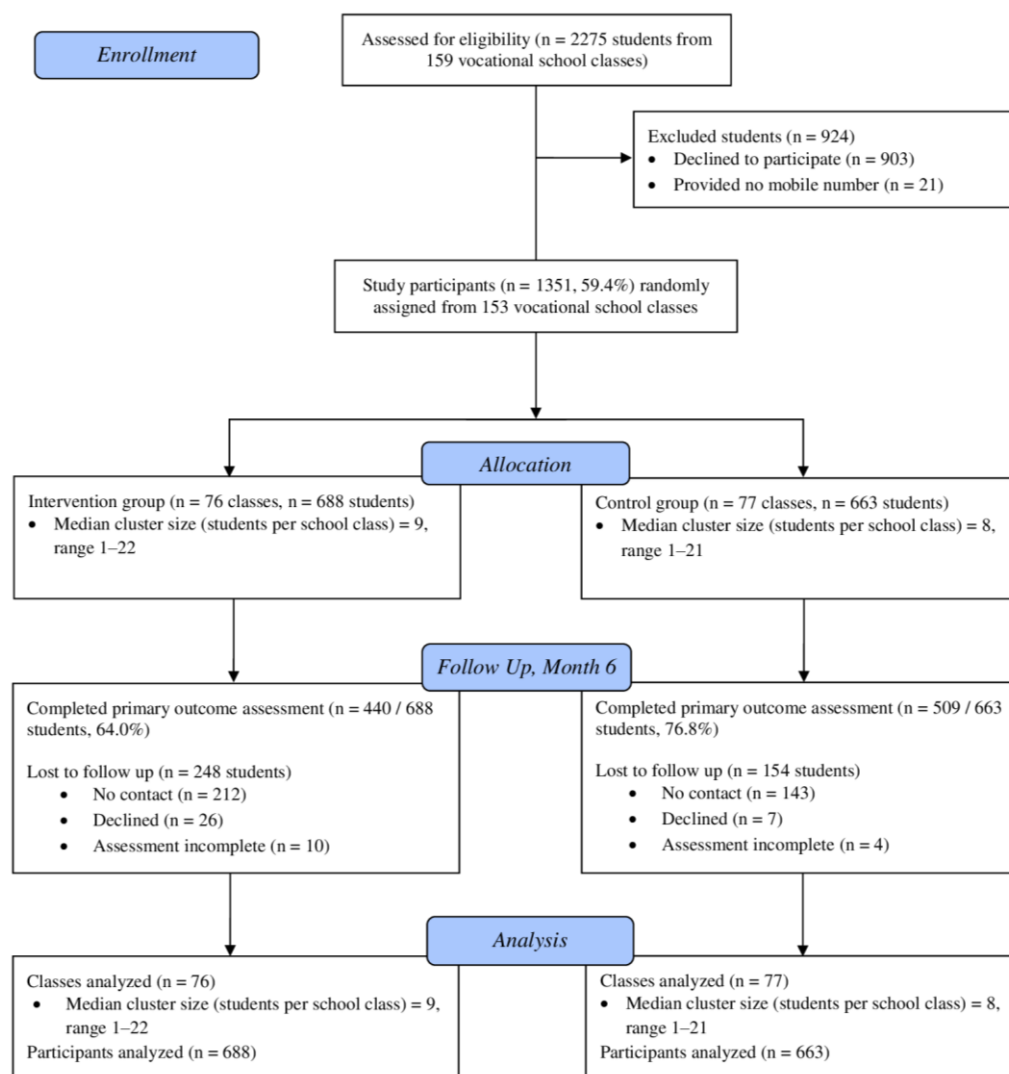 Enrollment
Assessed for eligibility (n = 2275 students from
159 vocational school classes)
Excluded students (n = 924)
• Declined to participate (n = 903)
• Provided no mobile number (n = 21)
Study participants (n = 1351, 59.4%) randomly
assigned from 153 vocational school classes
Allocation
Intervention group (n = 76 classes, n = 688 students)
• Median cluster size (students per school class) = 9,
range 1–22
Control group (n = 77 classes, n = 663 students)
• Median cluster size (students per school class) = 8,
range 1–21
Follow Up, Month 6
Completed primary outcome assessment (n = 440 / 688
students, 64.0%)
Lost to follow up (n = 248 students)
• No contact (n = 212)
• Declined (n = 26)
• Assessment incomplete (n = 10)
Completed primary outcome assessment (n = 509 / 663
students, 76.8%)
Lost to follow up (n = 154 students)
• No contact (n = 143)
• Declined (n = 7)
• Assessment incomplete (n = 4)
Analysis
Classes analyzed (n = 76)
• Median cluster size (students per school class) = 9,
range 1–22
Participants analyzed (n = 688)
Classes analyzed (n = 77)
• Median cluster size (students per school class) = 8,
range 1–21
Participants analyzed (n = 663)